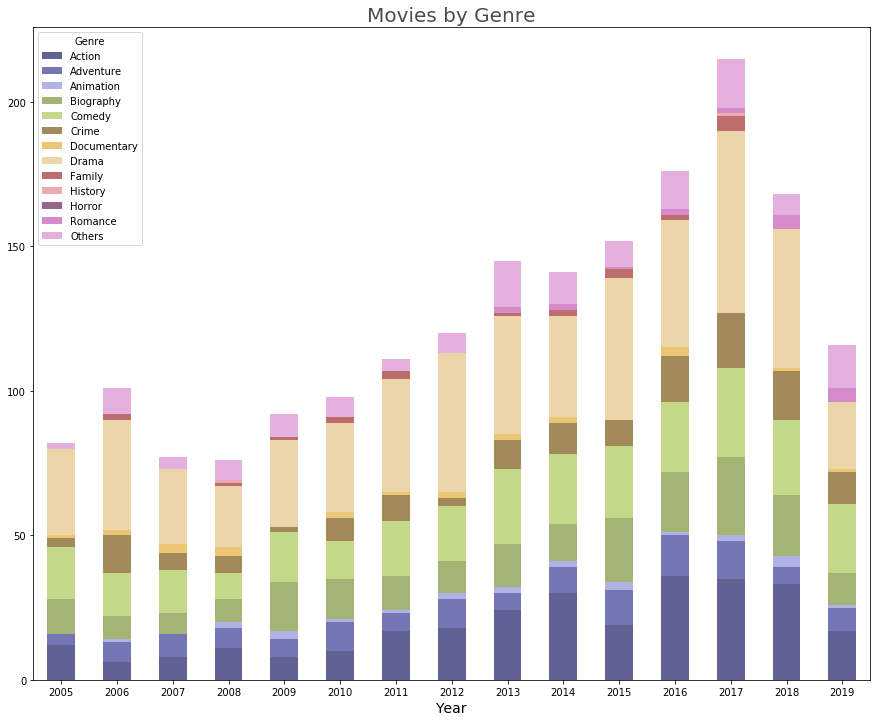 Movies by Genre
Genre
Action
Adventure
Animation
Biography
Comedy
Crime
Documentary
Drama
Family
History
Horror
Romance
Others
200
150
100
50
0
2005 2006 2007 2008 2009 2010 2011 2012 2013 2014 2015 2016 2017 2018 2019
Year